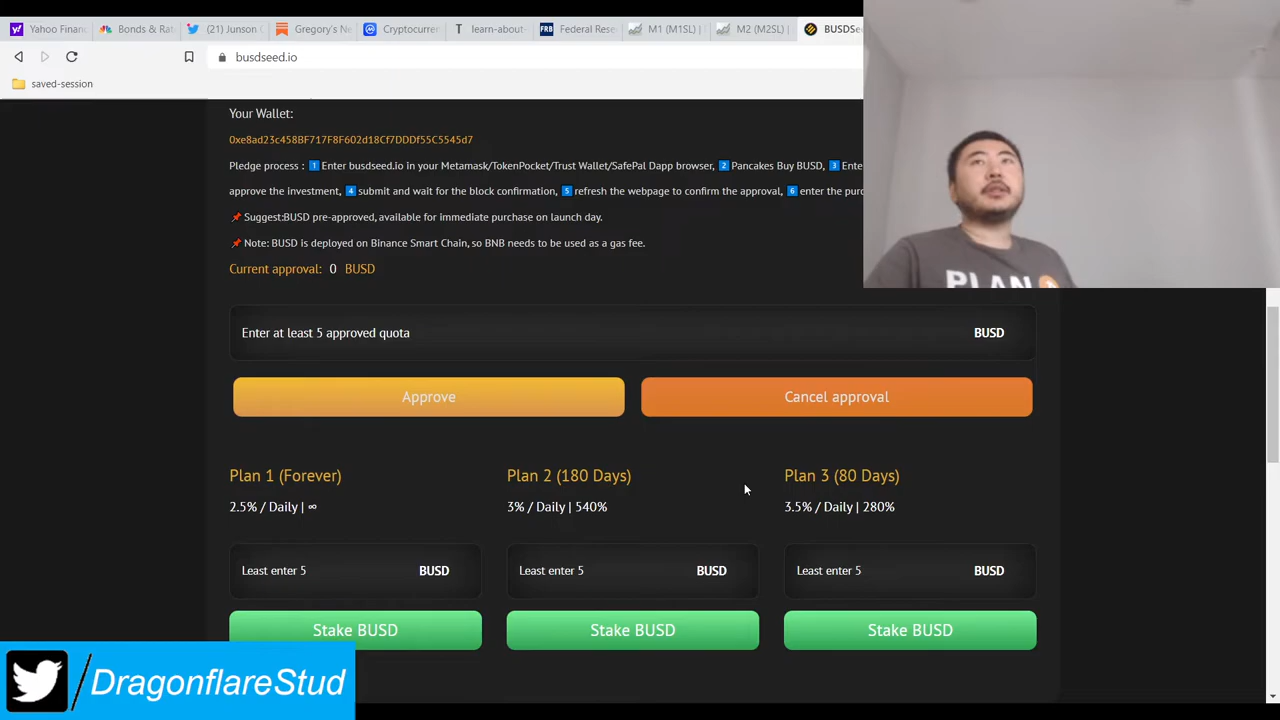 Yahoo Financ
Bonds & Rat
(21) Junson
Gregory's Ne
Cryptocurre
learn-about-
Federal Rese
M1 (M1SL) |
M2 (M2SL) |
BUSDSe
busdseed.io
saved-session
Your Wallet:
0xe8ad23c458BF717F8F602d18Cf7DDDf55C5545d7
Pledge process : 1 Enter busdseed.io in your Metamask/TokenPocket/Trust Wallet/SafePal Dapp browser, 2 Pancakes Buy BUSD, 3 Ente
approve the investment, 4 submit and wait for the block confirmation, 5 refresh the webpage to confirm the approval, 6 enter the purc
Suggest:BUSD pre-approved, available for immediate purchase on launch day.
Note: BUSD is deployed on Binance Smart Chain, so BNB needs to be used as a gas fee.
Current approval: 0 BUSD
Enter at least 5 approved quota BUSD
Approve Cancel approval
Plan 1 (Forever) Plan 2 (180 Days) Plan 3 (80 Days)
2.5% / Daily | ∞ 3% / Daily | 540% 3.5% / Daily | 280%
Least enter 5 BUSD Least enter 5 BUSD Least enter 5 BUSD
Stake BUSD Stake BUSD Stake BUSD
PLAN
/DragonflareStud